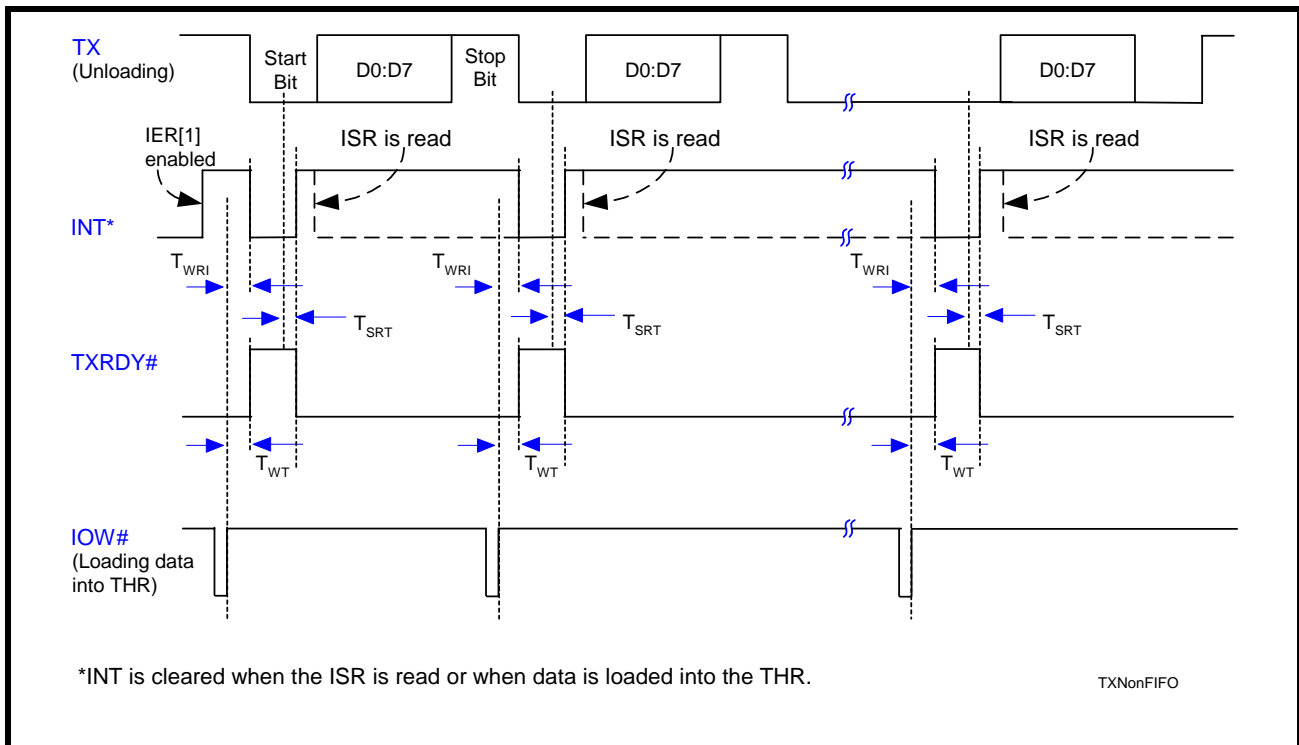 TX
(Unloading)
Start
Bit
D0:D7
Stop
Bit
D0:D7
D0:D7
IER[1]
enabled
ISR is read
ISR is read
ISR is read
INT*
TWRI
TWRI
TWRI
TSRT
TSRT
TSRT
TXRDY#
TWT
TWT
TWT
IOW#
(Loading data
into THR)
*INT is cleared when the ISR is read or when data is loaded into the THR.
TXNonFIFO